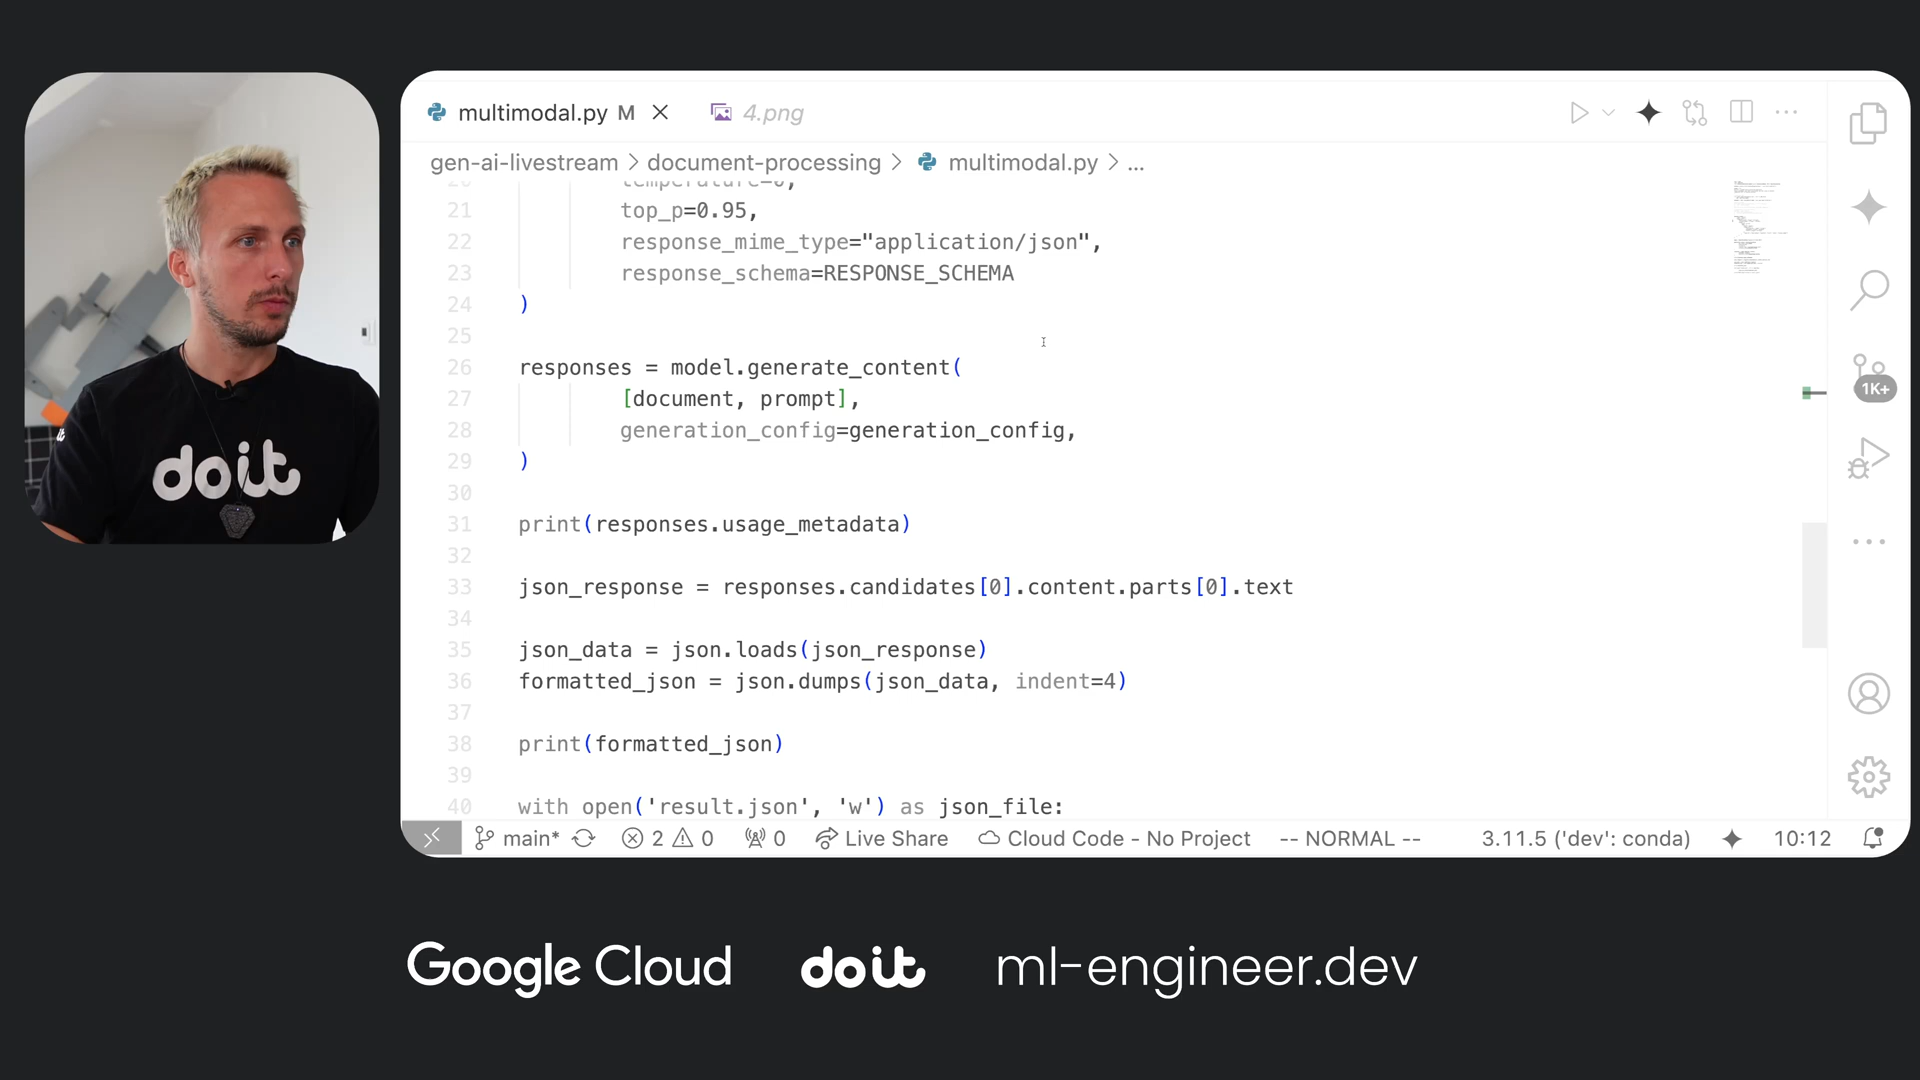 multimodal.py M
4.png
gen-ai-livestream > document-processing > multimodal.py > ...
20 temperature=0,
21 top_p=0.95,
22 response_mime_type="application/json",
23 response_schema=RESPONSE_SCHEMA
24 )
25
26 responses = model.generate_content(
27 [document, prompt],
28 generation_config=generation_config,
29 )
30
31 print(responses.usage_metadata)
32
33 json_response = responses.candidates[0].content.parts[0].text
34
35 json_data = json.loads(json_response)
36 formatted_json = json.dumps(json_data, indent=4)
37
38 print(formatted_json)
39
40 with open('result.json', 'w') as json_file:
1K+
main* 2 0 0 Live Share Cloud Code - No Project -- NORMAL -- 3.11.5 ('dev': conda) 10:12
doit
Google Cloud doit ml-engineer.dev